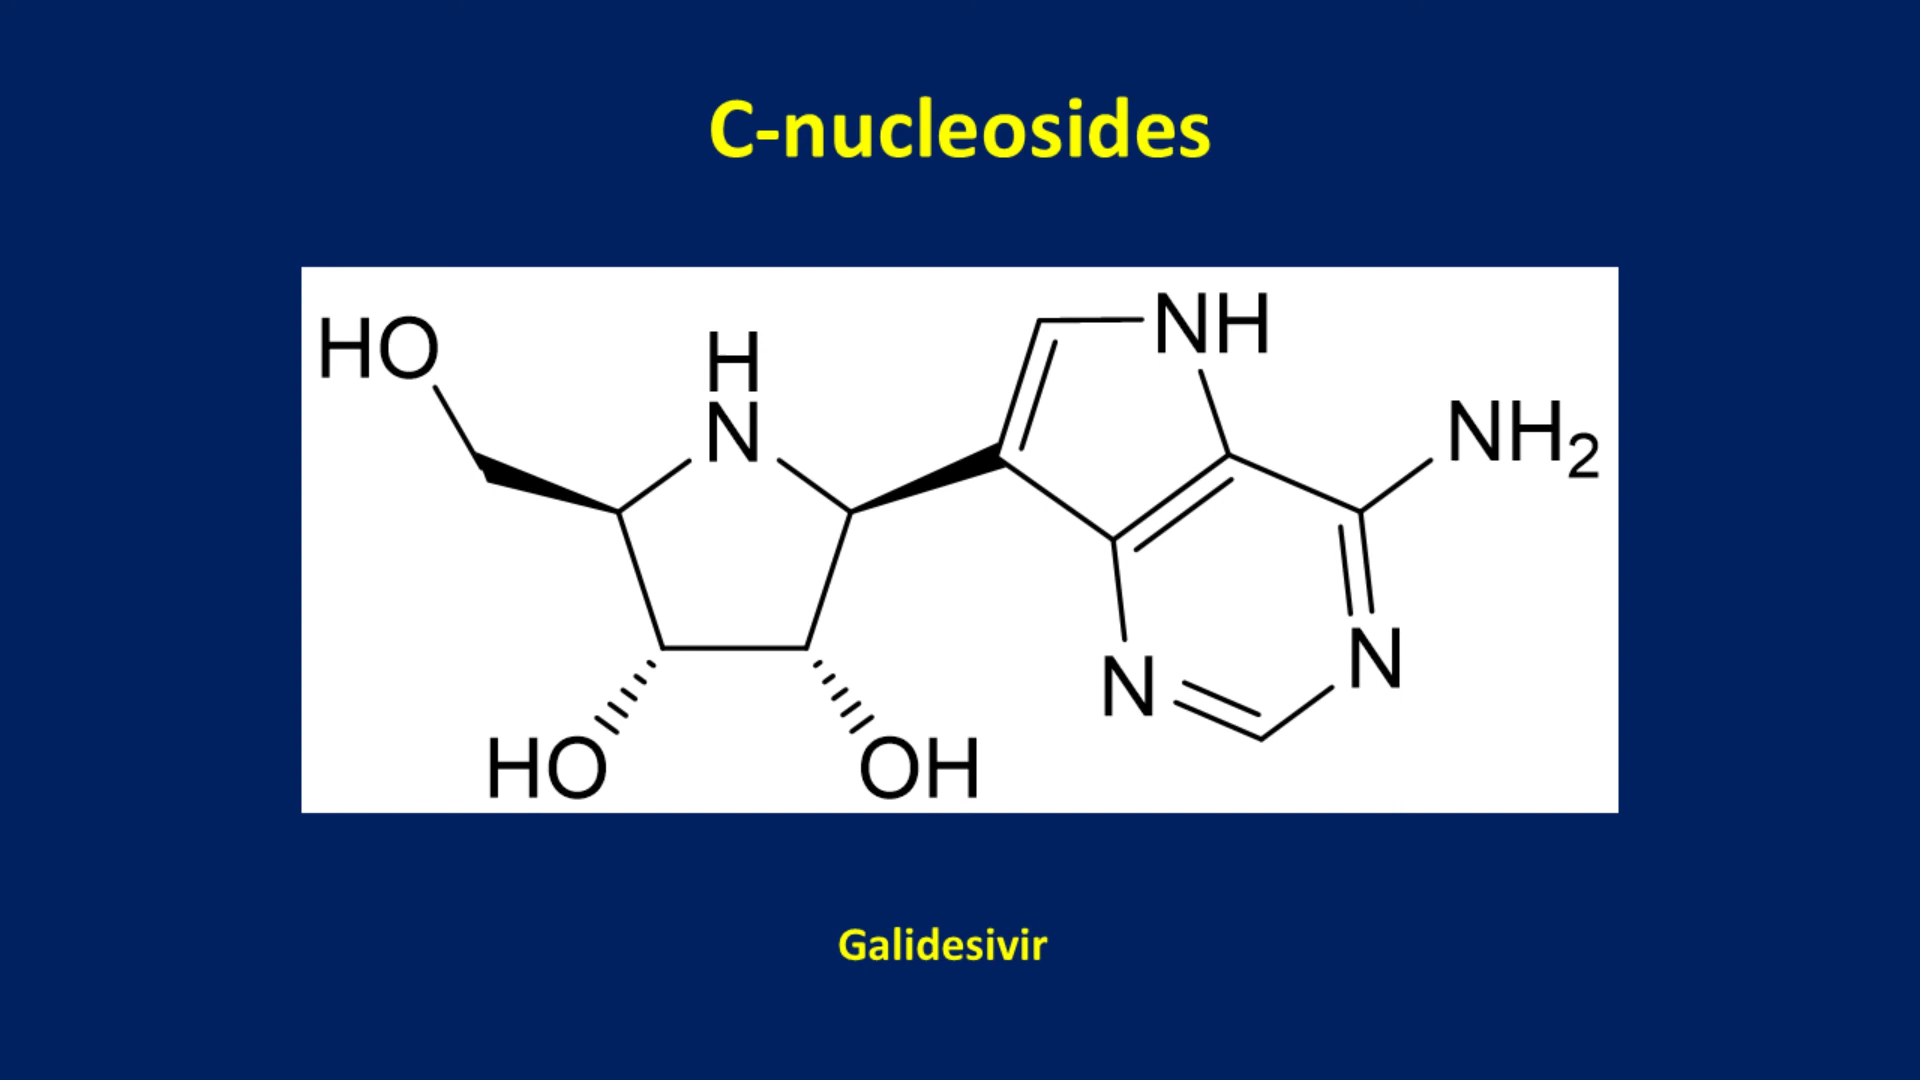 C-nucleosides
HO
H
N
NH
NH2
N
N
HO
OH
Galidesivir